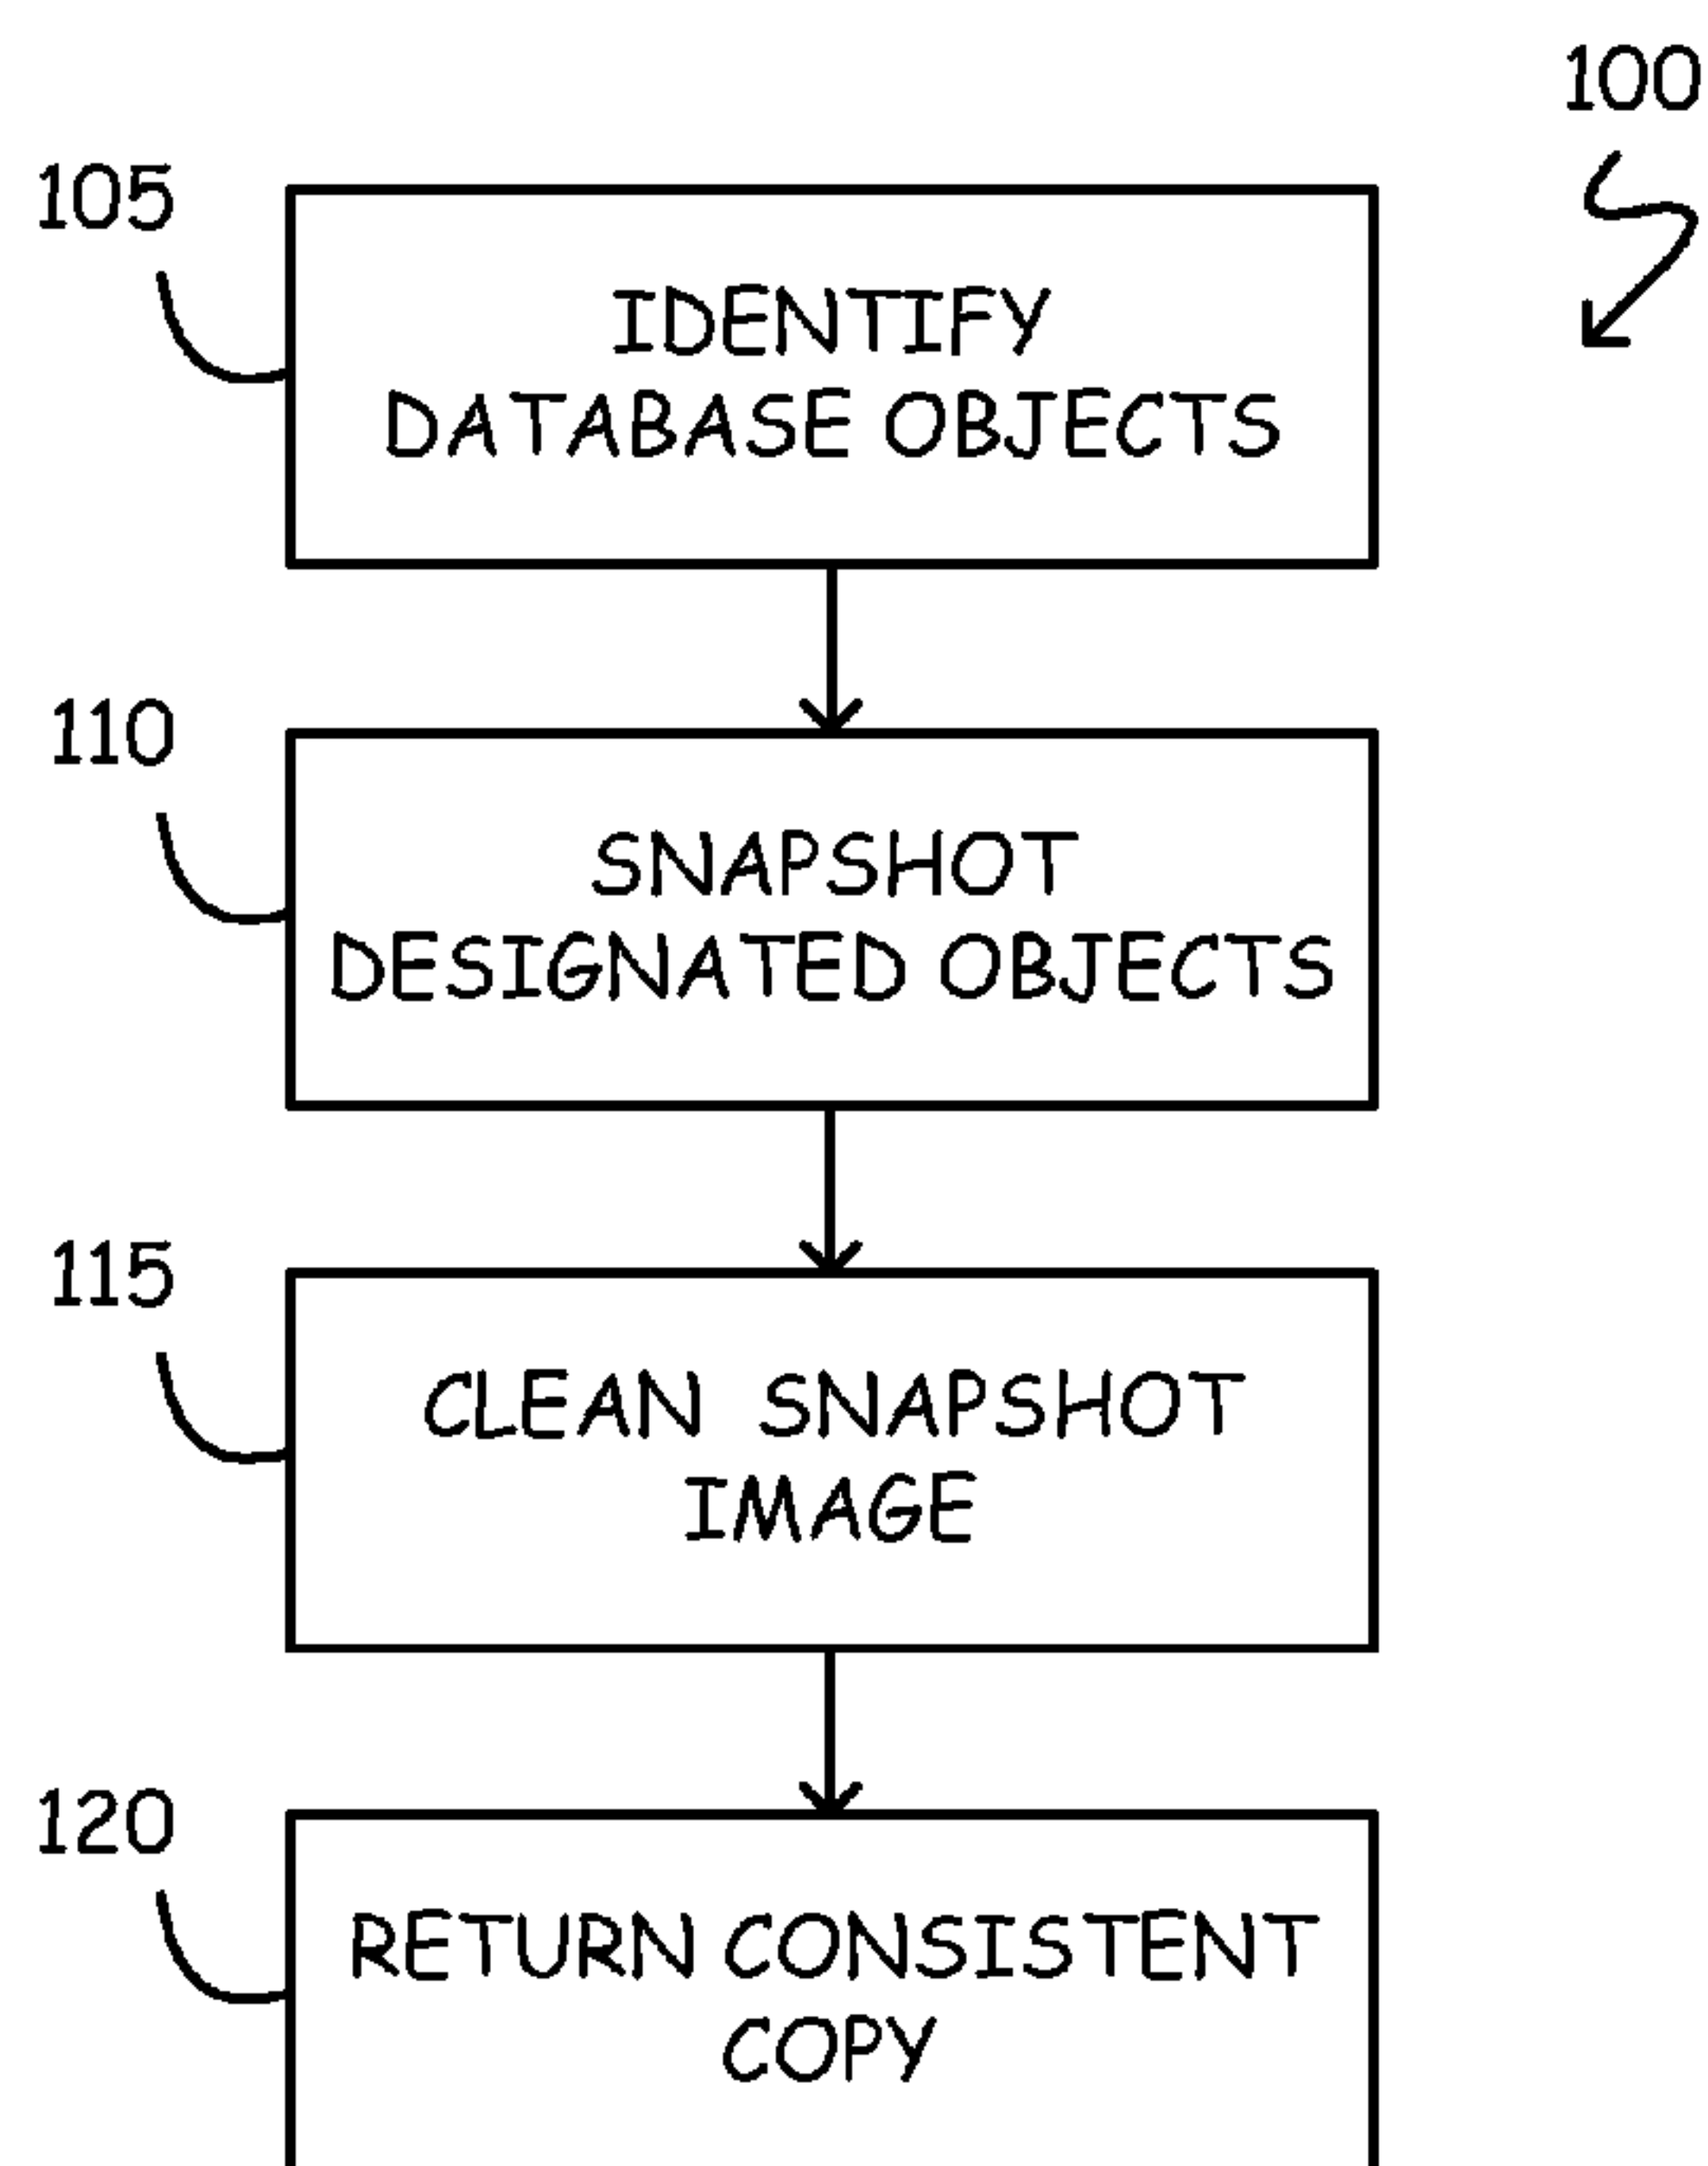 100
105
IDENTIFY
DATABASE OBJECTS
110
SNAPSHOT
DESIGNATED OBJECTS
115
CLEAN SNAPSHOT
IMAGE
120
RETURN CONSISTENT
COPY